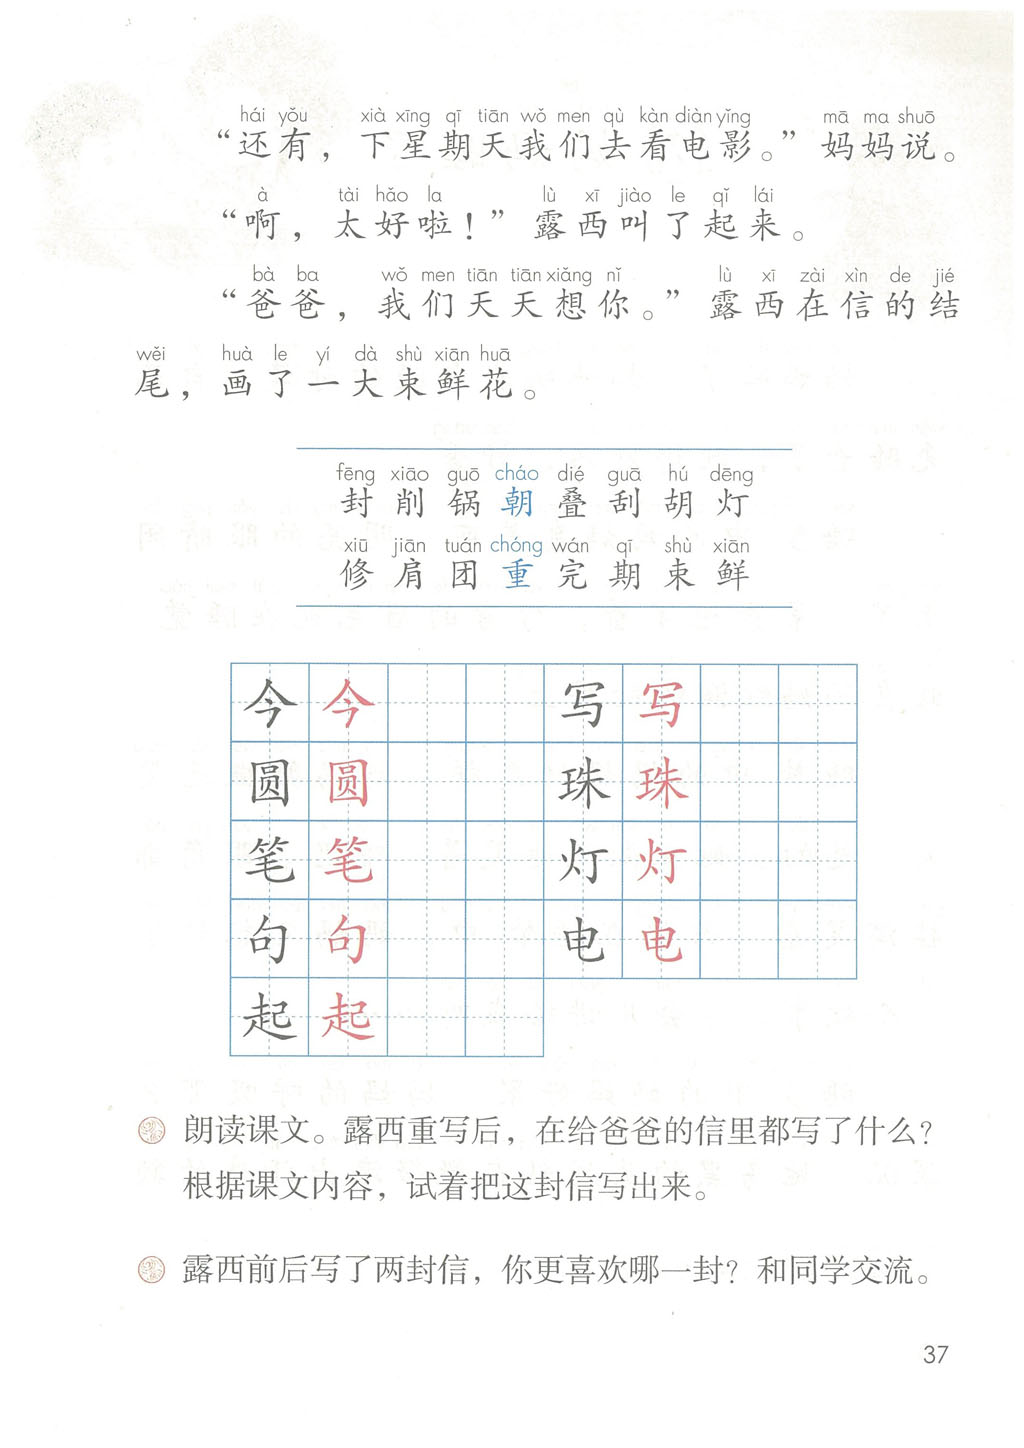 hái yǒu xià xīng qī tiān wǒ men qù kàn diàn yǐng mā ma shuō
“还有，下星期天我们去看电影。”妈妈说。
à tài hǎo la lù xī jiào le qǐ lái
“啊，太好啦！”露西叫了起来。
bà ba wǒ men tiān tiān xiǎng nǐ lù xī zài xìn de jié
“爸爸，我们天天想你。”露西在信的结
wěi huà le yí dà shù xiān huā
尾，画了一大束鲜花。
fēng xiāo guō cháo dié guā hú dēng
封 削 锅 朝 叠 刮 胡 灯
xiū jiān tuán chóng wán qī shù xiān
修 肩 团 重 完 期 束 鲜
今 今 写 写
圆 圆 珠 珠
笔 笔 灯 灯
句 句 电 电
起 起
朗读课文。露西重写后，在给爸爸的信里都写了什么？
根据课文内容，试着把这封信写出来。
露西前后写了两封信，你更喜欢哪一封？和同学交流。
37